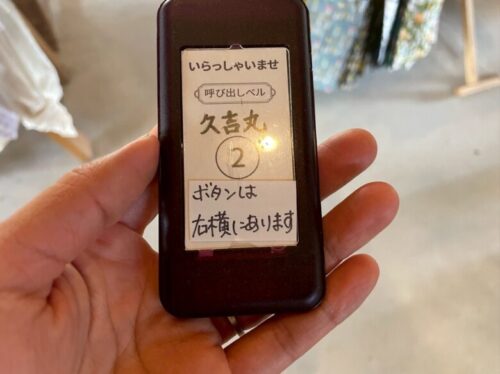 いらっしゃいませ
呼び出しベル
久吉丸
2
ボタンは
右横にあります